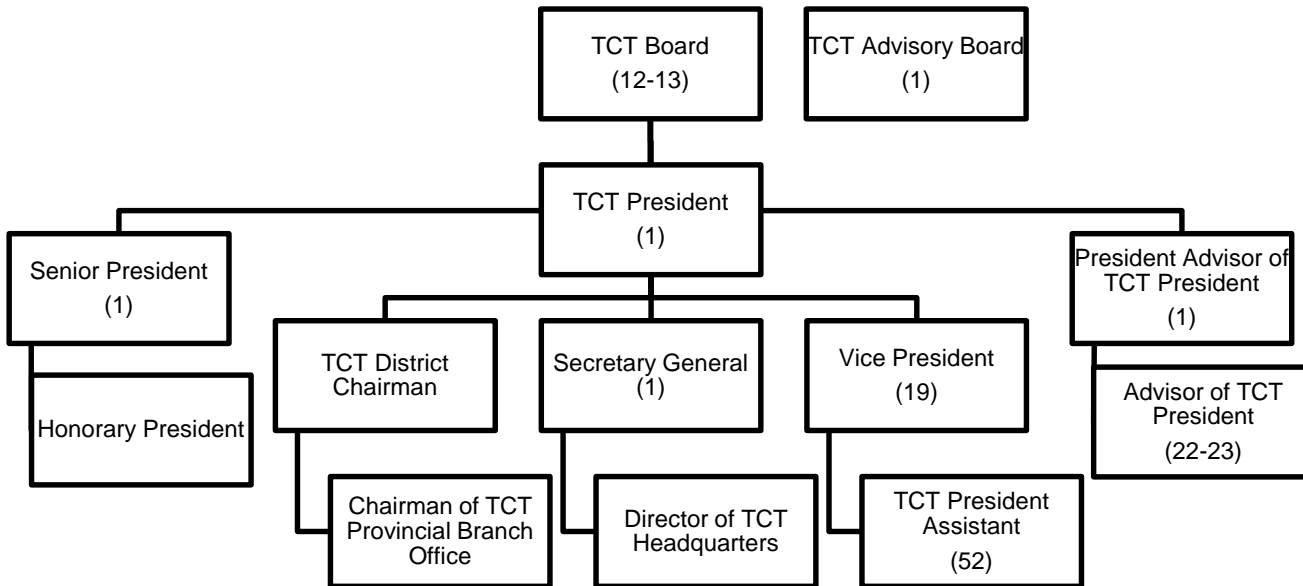 TCT Board
(12-13)
TCT Advisory Board
(1)
TCT President
(1)
Senior President
(1)
President Advisor of
TCT President
(1)
TCT District
Chairman
Secretary General
(1)
Vice President
(19)
Honorary President
Advisor of TCT
President
(22-23)
Chairman of TCT
Provincial Branch
Office
Director of TCT
Headquarters
TCT President
Assistant
(52)